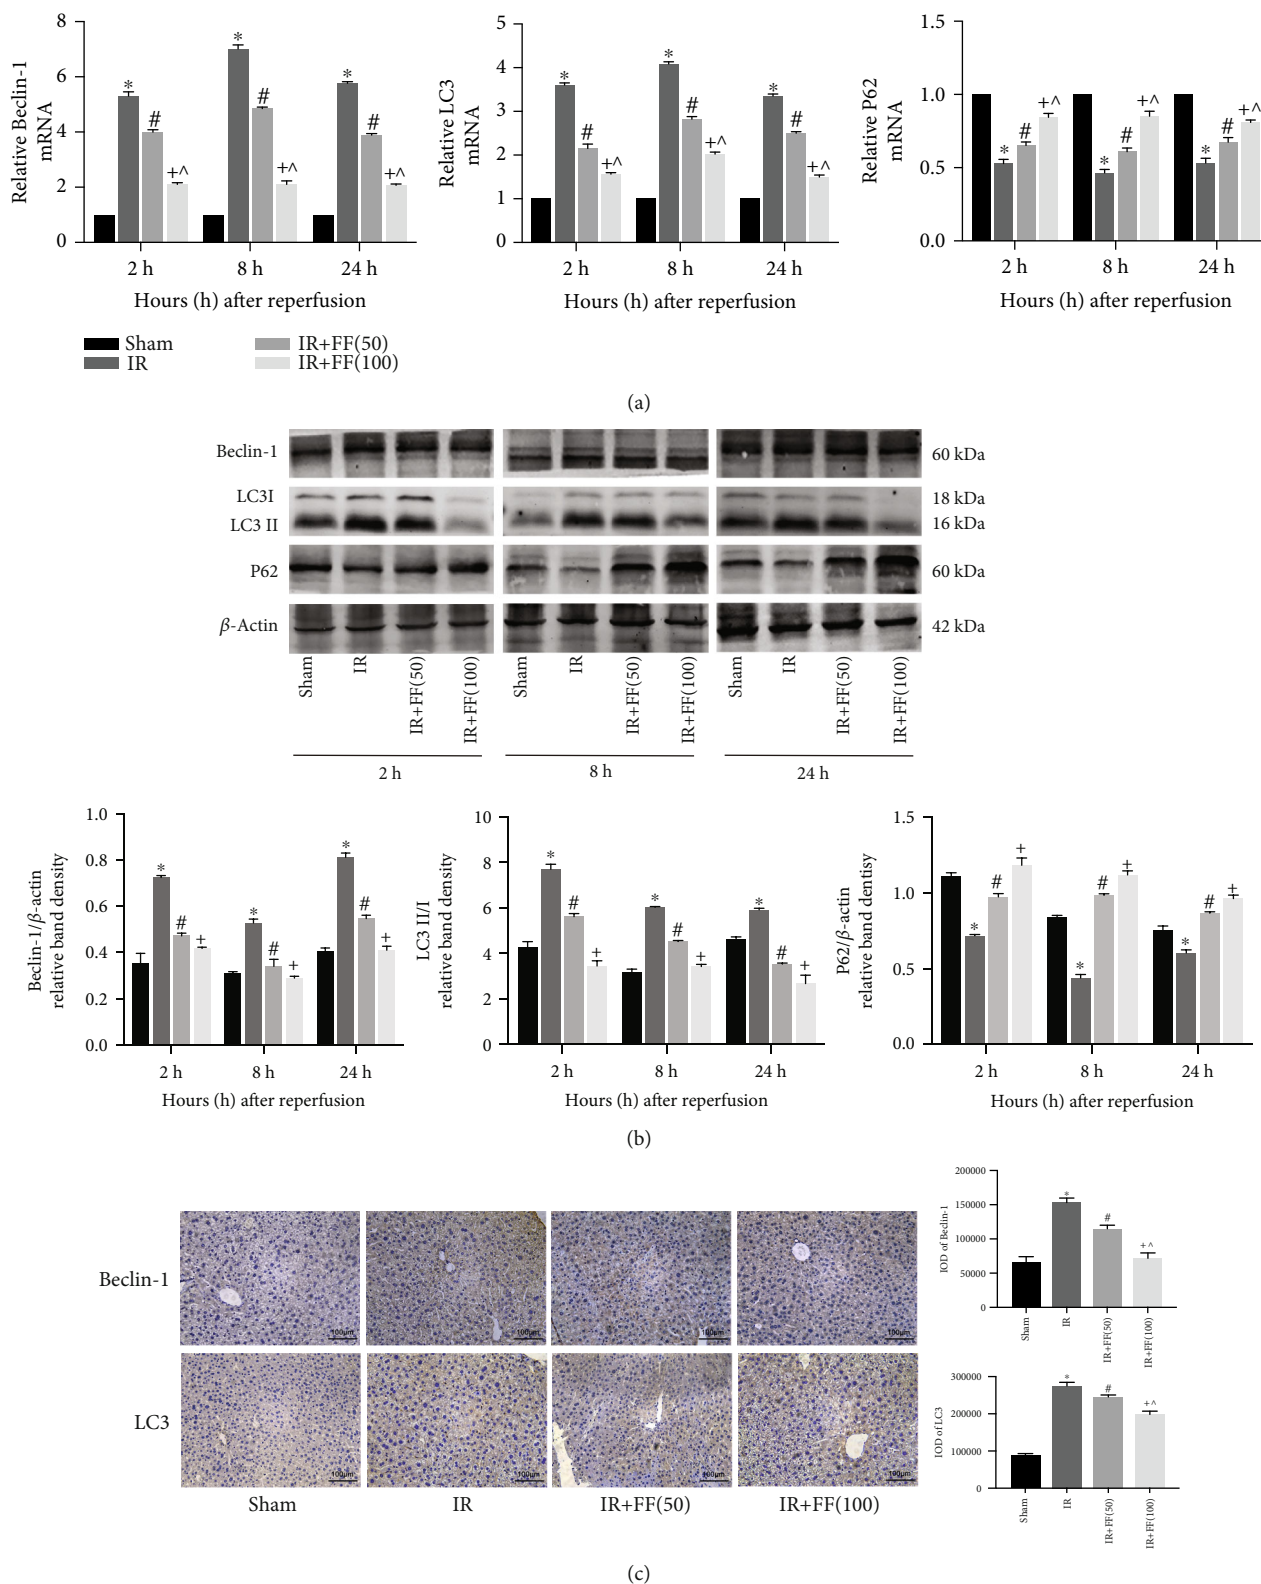 Relative Beclin-1
mRNA
8
6
4
2
0
*
#
+^
*
#
+^
*
#
+^
2 h
8 h
24 h
Hours (h) after reperfusion
Relative LC3
mRNA
5
4
3
2
1
0
*
#
+^
*
#
+^
*
#
+^
2 h
8 h
24 h
Hours (h) after reperfusion
Relative P62
mRNA
1.5
1.0
0.5
0.0
*
#
+^
*
#
+^
*
#
+^
2 h
8 h
24 h
Hours (h) after reperfusion
Sham
IR
IR+FF(50)
IR+FF(100)
(a)
Beclin-1
60 kDa
LC3I
18 kDa
LC3 II
16 kDa
P62
60 kDa
β-Actin
42 kDa
Sham
IR
IR+FF(50)
IR+FF(100)
Sham
IR
IR+FF(50)
IR+FF(100)
Sham
IR
IR+FF(50)
IR+FF(100)
2 h
8 h
24 h
Beclin-1/β-actin
relative band density
1.0
0.8
0.6
0.4
0.2
0.0
*
#
+
*
#
+
*
#
+
2 h
8 h
24 h
Hours (h) after reperfusion
LC3 II/I
relative band density
10
8
6
4
2
0
*
#
+
*
#
+
*
#
+
2 h
8 h
24 h
Hours (h) after reperfusion
P62/β-actin
relative band dentisy
1.5
1.0
0.5
0.0
*
#
+
*
#
+
*
#
+
2 h
8 h
24 h
Hours (h) after reperfusion
(b)
Beclin-1
100μm
100μm
100μm
100μm
LC3
100μm
100μm
100μm
100μm
Sham
IR
IR+FF(50)
IR+FF(100)
IOD of Beclin-1
200000
150000
100000
50000
0
*
#
+^
Sham
IR
IR+FF(50)
IR+FF(100)
IOD of LC3
300000
200000
100000
0
*
#
+^
Sham
IR
IR+FF(50)
IR+FF(100)
(c)